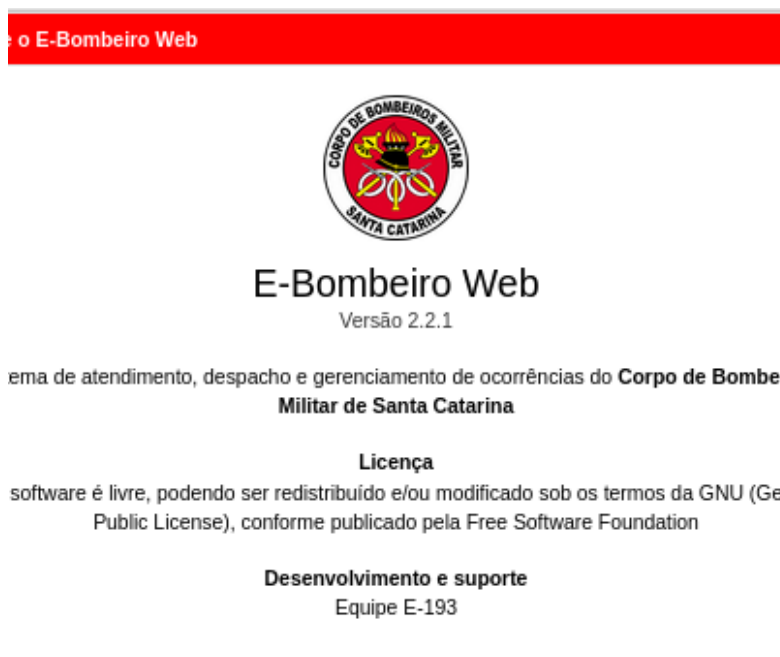 o E-Bombeiro Web
CORPO DE BOMBEIROS MILITAR
SANTA CATARINA
E-Bombeiro Web
Versão 2.2.1
ema de atendimento, despacho e gerenciamento de ocorrências do Corpo de Bombe
Militar de Santa Catarina
Licença
software é livre, podendo ser redistribuído e/ou modificado sob os termos da GNU (Ge
Public License), conforme publicado pela Free Software Foundation
Desenvolvimento e suporte
Equipe E-193